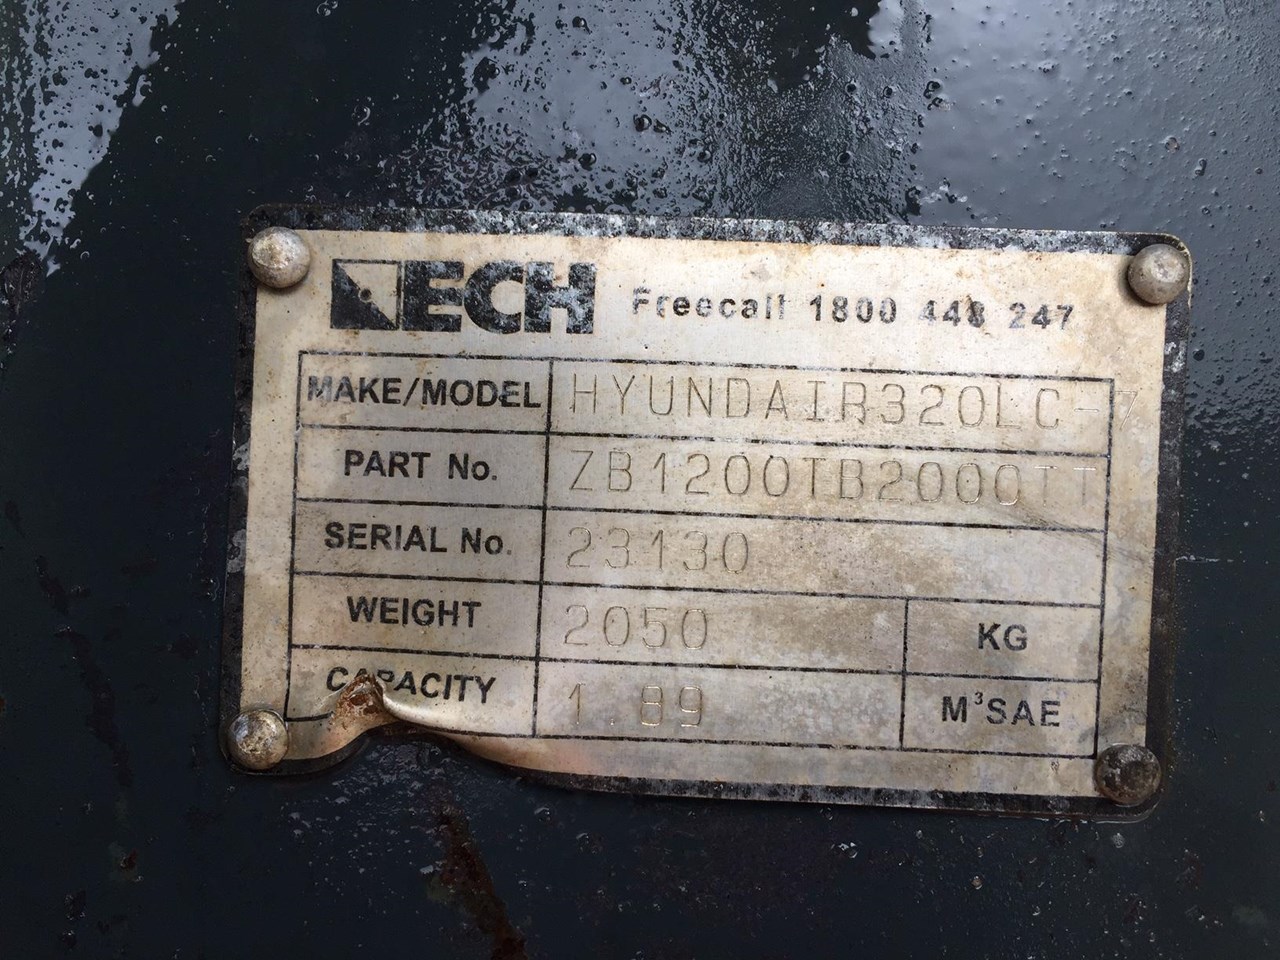 ECH Freecall 1800 448 247
MAKE/MODEL HYUNDAIR320LC-7
PART No. ZB1200TB2000TT
SERIAL No. 23130
WEIGHT 2050 KG
CAPACITY 1.89 M³SAE